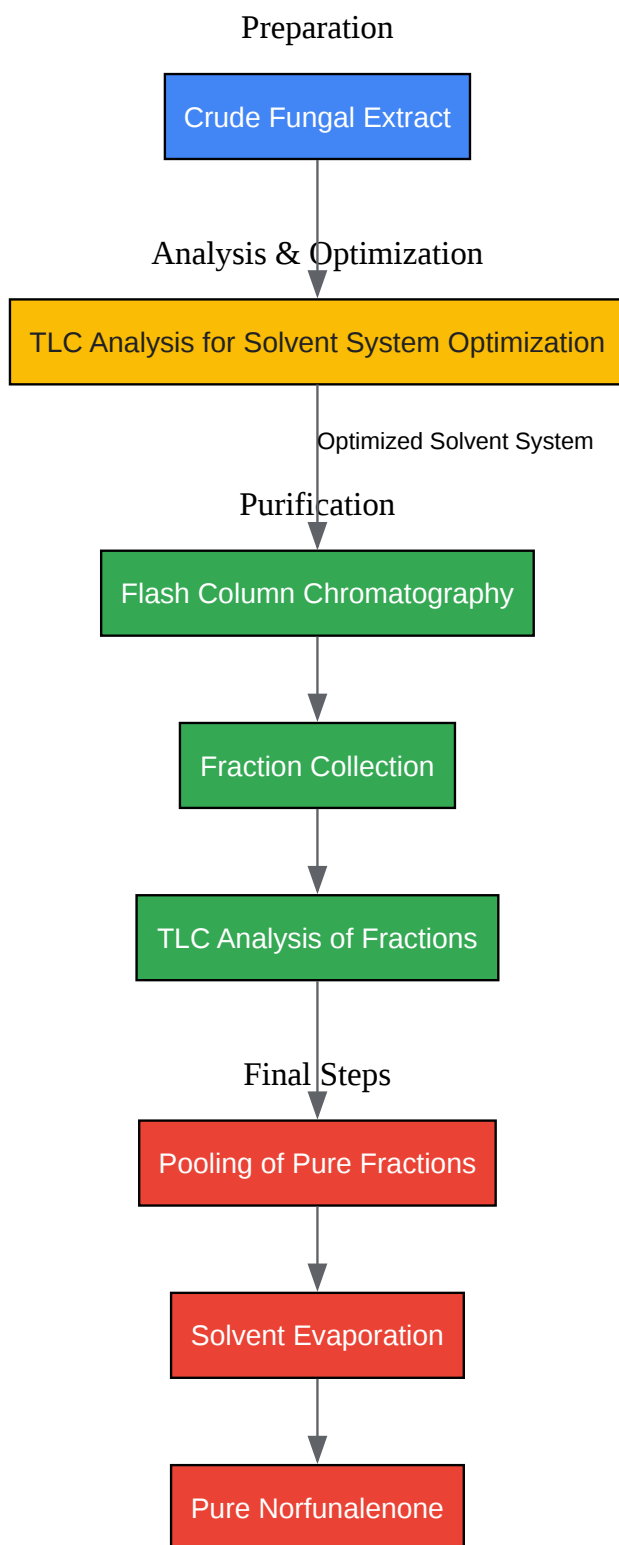 Preparation
Crude Fungal Extract
Analysis & Optimization
TLC Analysis for Solvent System Optimization
Optimized Solvent System
Purification
Flash Column Chromatography
Fraction Collection
TLC Analysis of Fractions
Final Steps
Pooling of Pure Fractions
Solvent Evaporation
Pure Norfunalenone